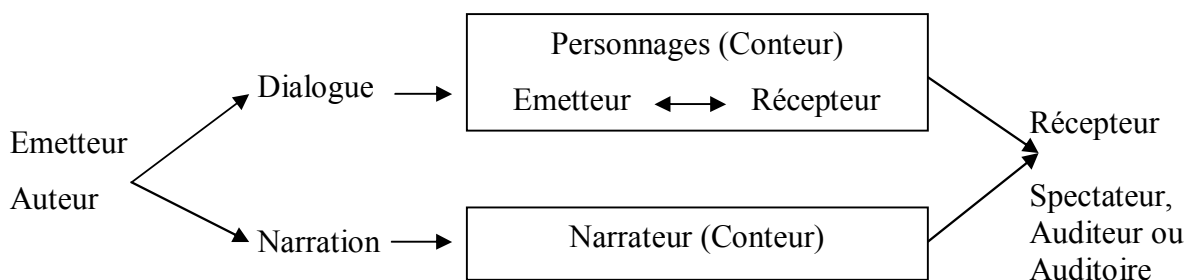 Emetteur
Auteur
Dialogue
Personnages (Conteur)
Emetteur Récepteur
Narration
Narrateur (Conteur)
Récepteur
Spectateur,
Auditeur ou
Auditoire